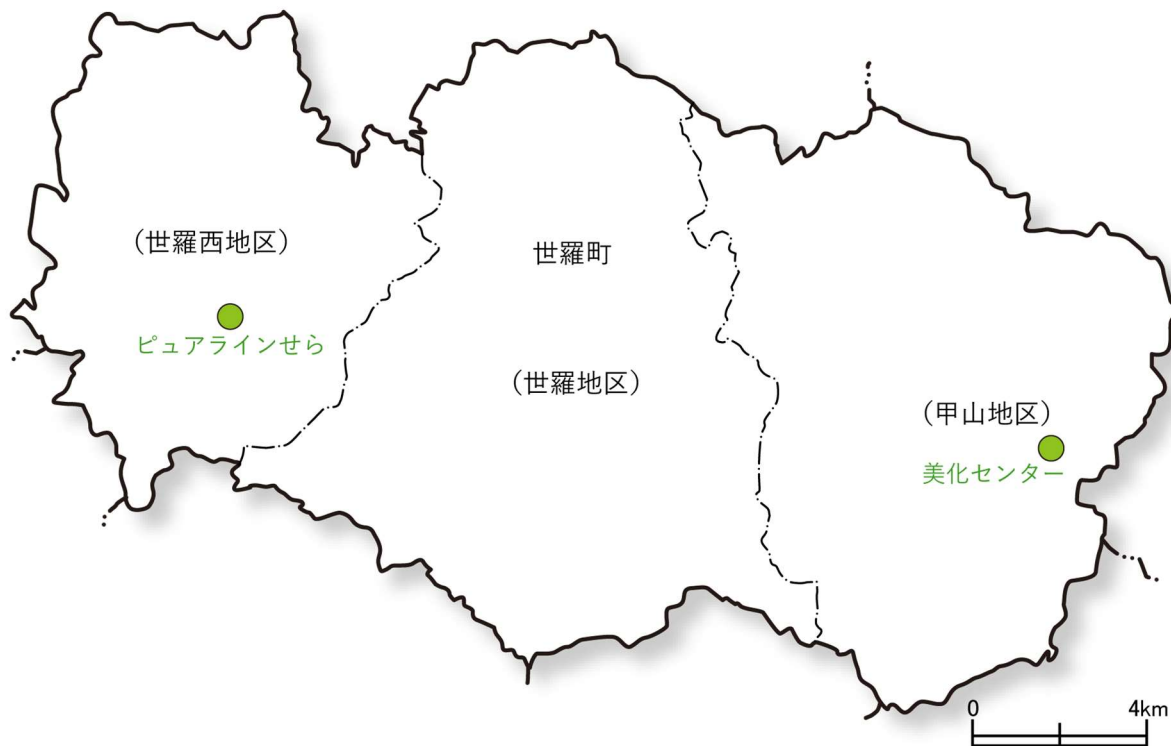 （世羅西地区）
世羅町
ピュアラインせら
（世羅地区）
（甲山地区）
美化センター
0 4km